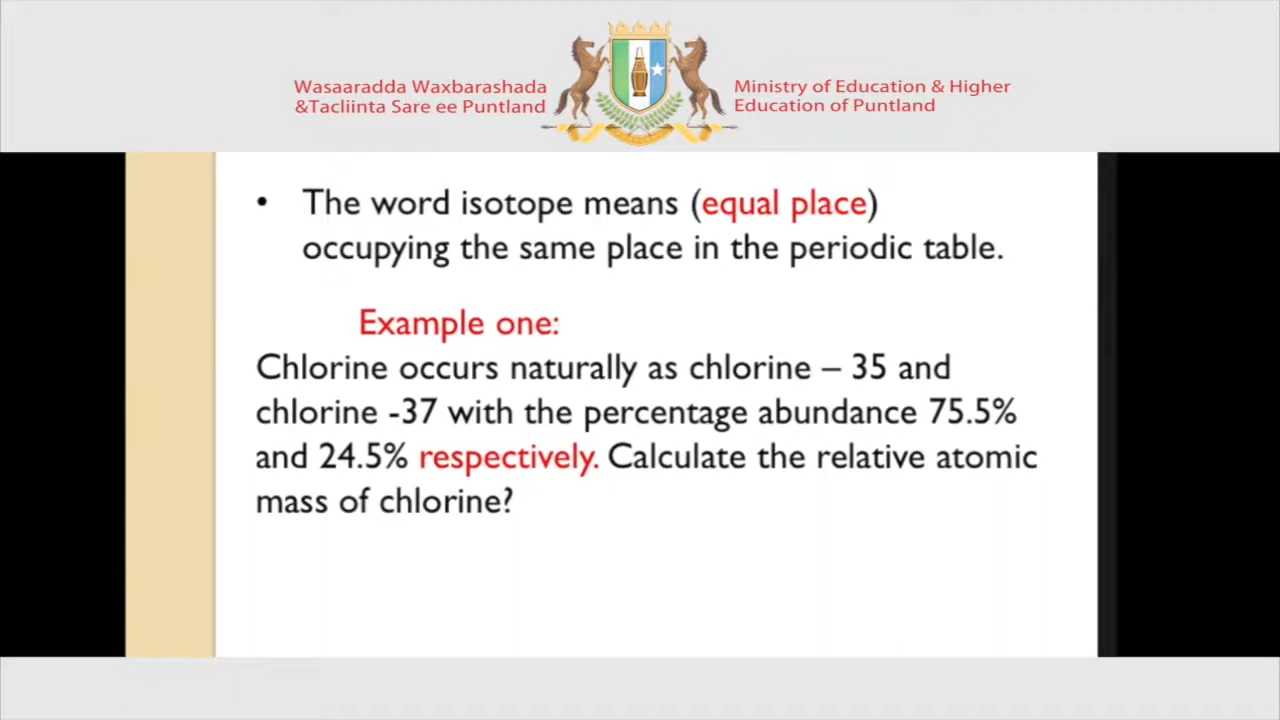 Wasaaradda Waxbarashada
&Tacliinta Sare ee Puntland
Ministry of Education & Higher
Education of Puntland
• The word isotope means (equal place)
occupying the same place in the periodic table.
Example one:
Chlorine occurs naturally as chlorine – 35 and
chlorine -37 with the percentage abundance 75.5%
and 24.5% respectively. Calculate the relative atomic
mass of chlorine?